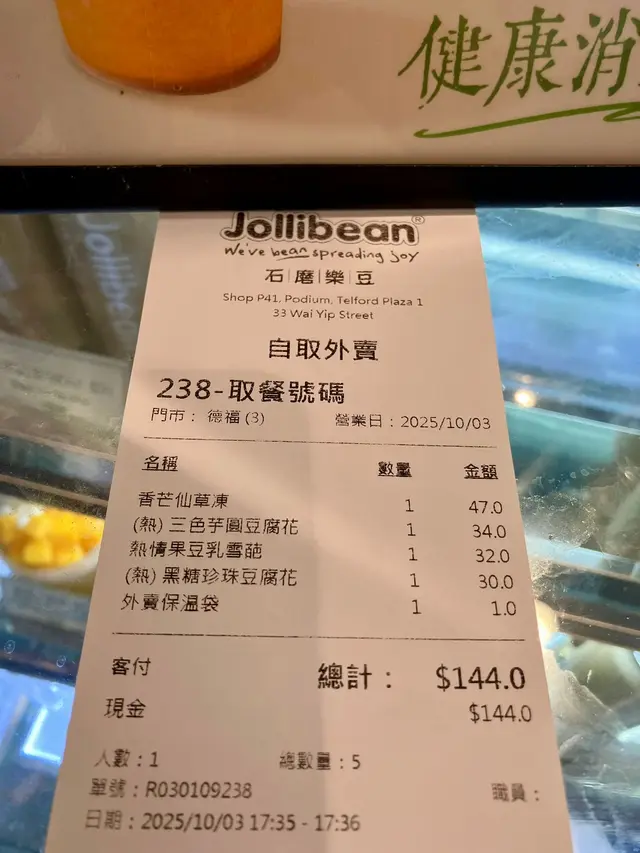 健康消
Jollibean®
We've bean spreading joy
石|磨|樂|豆
Shop P41, Podium, Telford Plaza 1
33 Wai Yip Street
自取外賣
238-取餐號碼
門市： 德福 (3) 營業日：2025/10/03
名稱 數量 金額
香芒仙草凍 1 47.0
(熱) 三色芋圓豆腐花 1 34.0
熱情果豆乳雪葩 1 32.0
(熱) 黑糖珍珠豆腐花 1 30.0
外賣保温袋 1 1.0
客付 總計： $144.0
現金 $144.0
人數：1 總數量：5
單號：R030109238 職員：
日期：2025/10/03 17:35 - 17:36